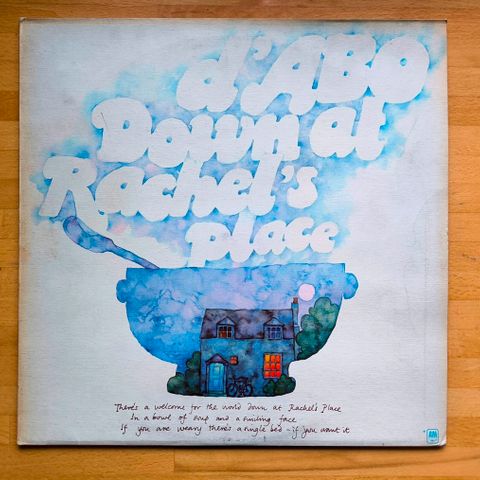 d'ABO
Down at
Rachel's
place
There's a welcome for the world down at Rachel's Place
In a bowl of soup and a smiling face
If you are weary there's a single bed - if you want it
A&M